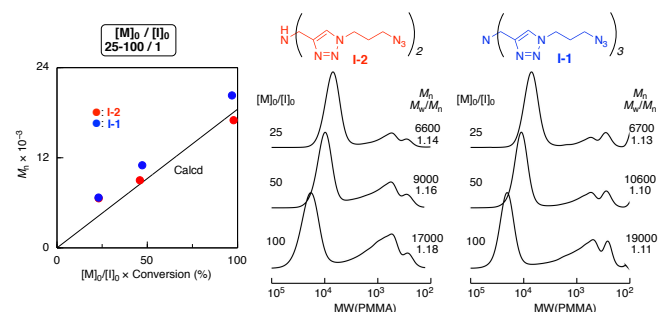 [M]₀ / [I]₀
25-100 / 1
24
12
0
Mn × 10⁻³
: I-2
: I-1
Calcd
0
50
100
[M]₀/[I]₀ × Conversion (%)
H
N
N
N=N
N₃
2
I-2
[M]₀/[I]₀
Mn
Mw/Mn
25
6600
1.14
50
9000
1.16
100
17000
1.18
10⁵
10⁴
10³
10²
MW(PMMA)
N
N
N=N
N₃
3
I-1
[M]₀/[I]₀
Mn
Mw/Mn
25
6700
1.13
50
10600
1.10
100
19000
1.11
10⁵
10⁴
10³
10²
MW(PMMA)